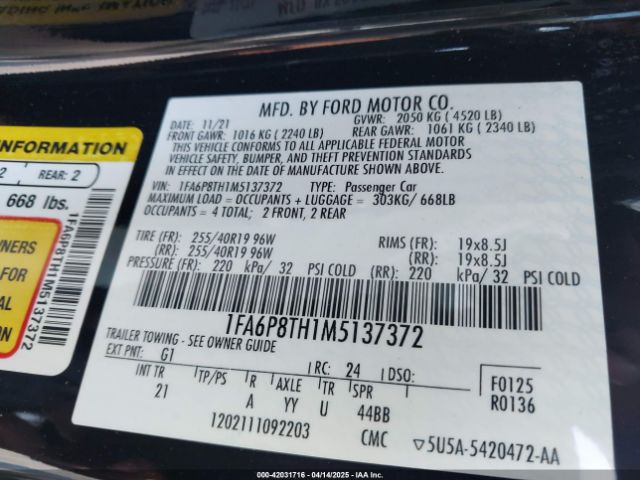 MFD. BY FORD MOTOR CO.
DATE: 11/21 GVWR: 2050 KG ( 4520 LB)
FRONT GAWR: 1016 KG ( 2240 LB) REAR GAWR: 1061 KG ( 2340 LB)
THIS VEHICLE CONFORMS TO ALL APPLICABLE FEDERAL MOTOR
VEHICLE SAFETY, BUMPER, AND THEFT PREVENTION STANDARDS
IN EFFECT ON THE DATE OF MANUFACTURE SHOWN ABOVE.
VIN: 1FA6P8TH1M5137372 TYPE: Passenger Car
MAXIMUM LOAD = OCCUPANTS + LUGGAGE = 303KG/ 668LB
OCCUPANTS = 4 TOTAL; 2 FRONT, 2 REAR
TIRE (FR): 255/40R19 96W RIMS (FR): 19x8.5J
(RR): 255/40R19 96W (RR): 19x8.5J
PRESSURE (FR): 220 kPa/ 32 PSI COLD (RR): 220 kPa/ 32 PSI COLD
1FA6P8TH1M5137372
TRAILER TOWING - SEE OWNER GUIDE
EXT PNT: G1 RC: 24 DSO:
INT TR TP/PS R AXLE TR SPR
21 A YY U 44BB
F0125
R0136
1202111092203 CMC ▽5U5A-5420472-AA
INFORMATION
2 REAR: 2
668 lbs.
1FA6P8TH1M5137372
WNERS
FOR
AL
ON
000-42031716 - 04/14/2025 - IAAI.com